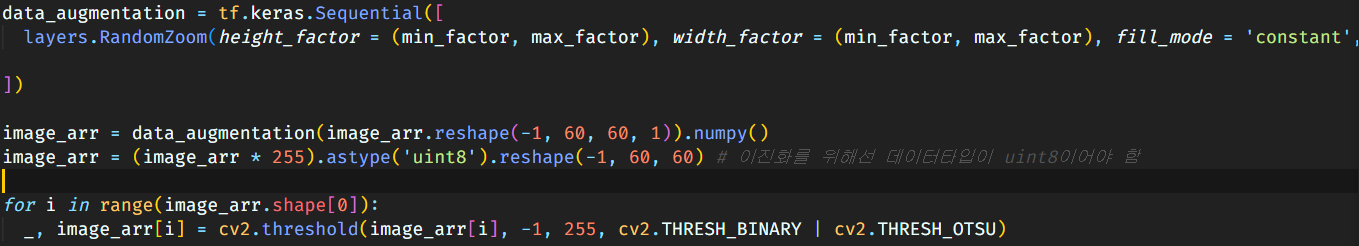 data_augmentation = tf.keras.Sequential([
  layers.RandomZoom(height_factor = (min_factor, max_factor), width_factor = (min_factor, max_factor), fill_mode = 'constant',
])
image_arr = data_augmentation(image_arr.reshape(-1, 60, 60, 1)).numpy()
image_arr = (image_arr * 255).astype('uint8').reshape(-1, 60, 60) # 이진화를 위해선 데이터타입이 uint8이어야 함
for i in range(image_arr.shape[0]):
  _, image_arr[i] = cv2.threshold(image_arr[i], -1, 255, cv2.THRESH_BINARY | cv2.THRESH_OTSU)